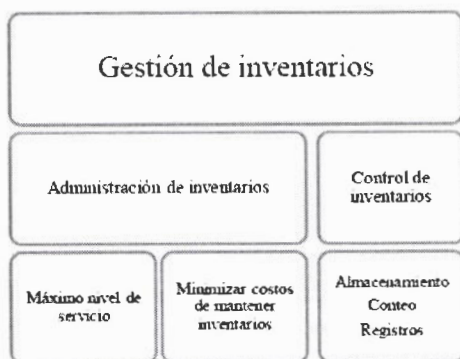 Gestión de inventarios
Administración de inventarios
Control de
inventarios
Máximo nivel de
servicio
Minimizar costos
de mantener
inventarios
Almacenamiento
Conteo
Registros